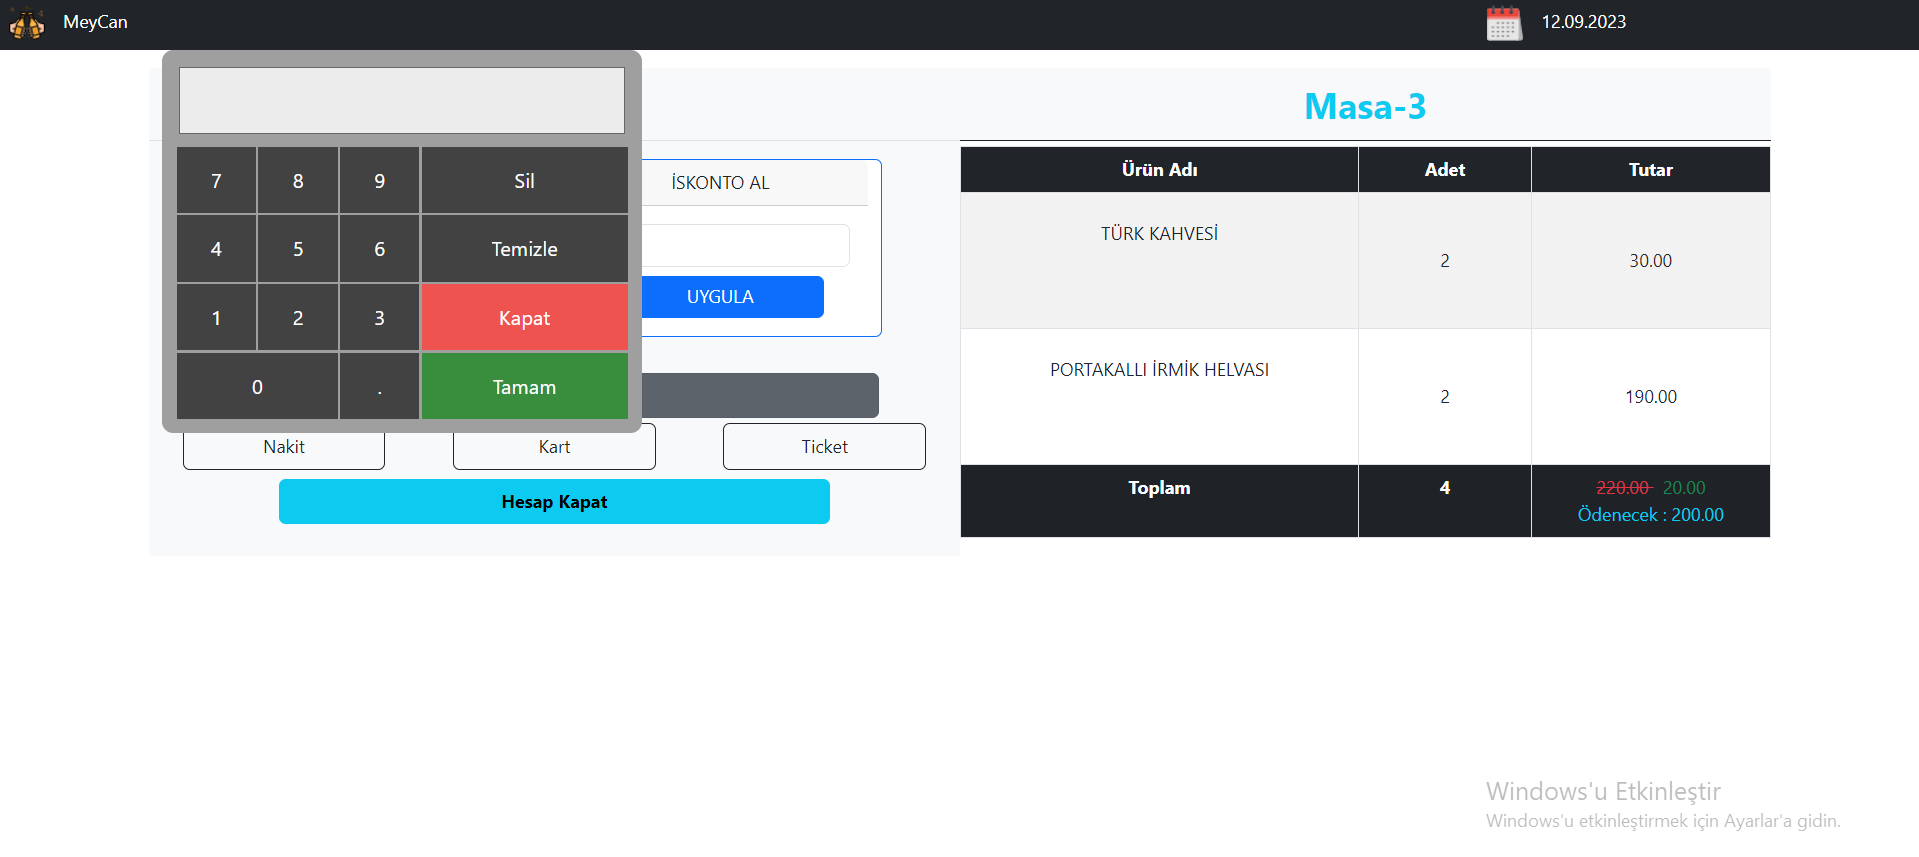 MeyCan
12.09.2023
Masa-3
7 8 9 Sil
4 5 6 Temizle
1 2 3 Kapat
0 . Tamam
İSKONTO AL
UYGULA
Nakit Kart Ticket
Hesap Kapat
Ürün Adı Adet Tutar
TÜRK KAHVESİ 2 30.00
PORTAKALLI İRMİK HELVASI 2 190.00
Toplam 4 220.00 20.00
Ödenecek : 200.00
Windows'u Etkinleştir
Windows'u etkinleştirmek için Ayarlar'a gidin.